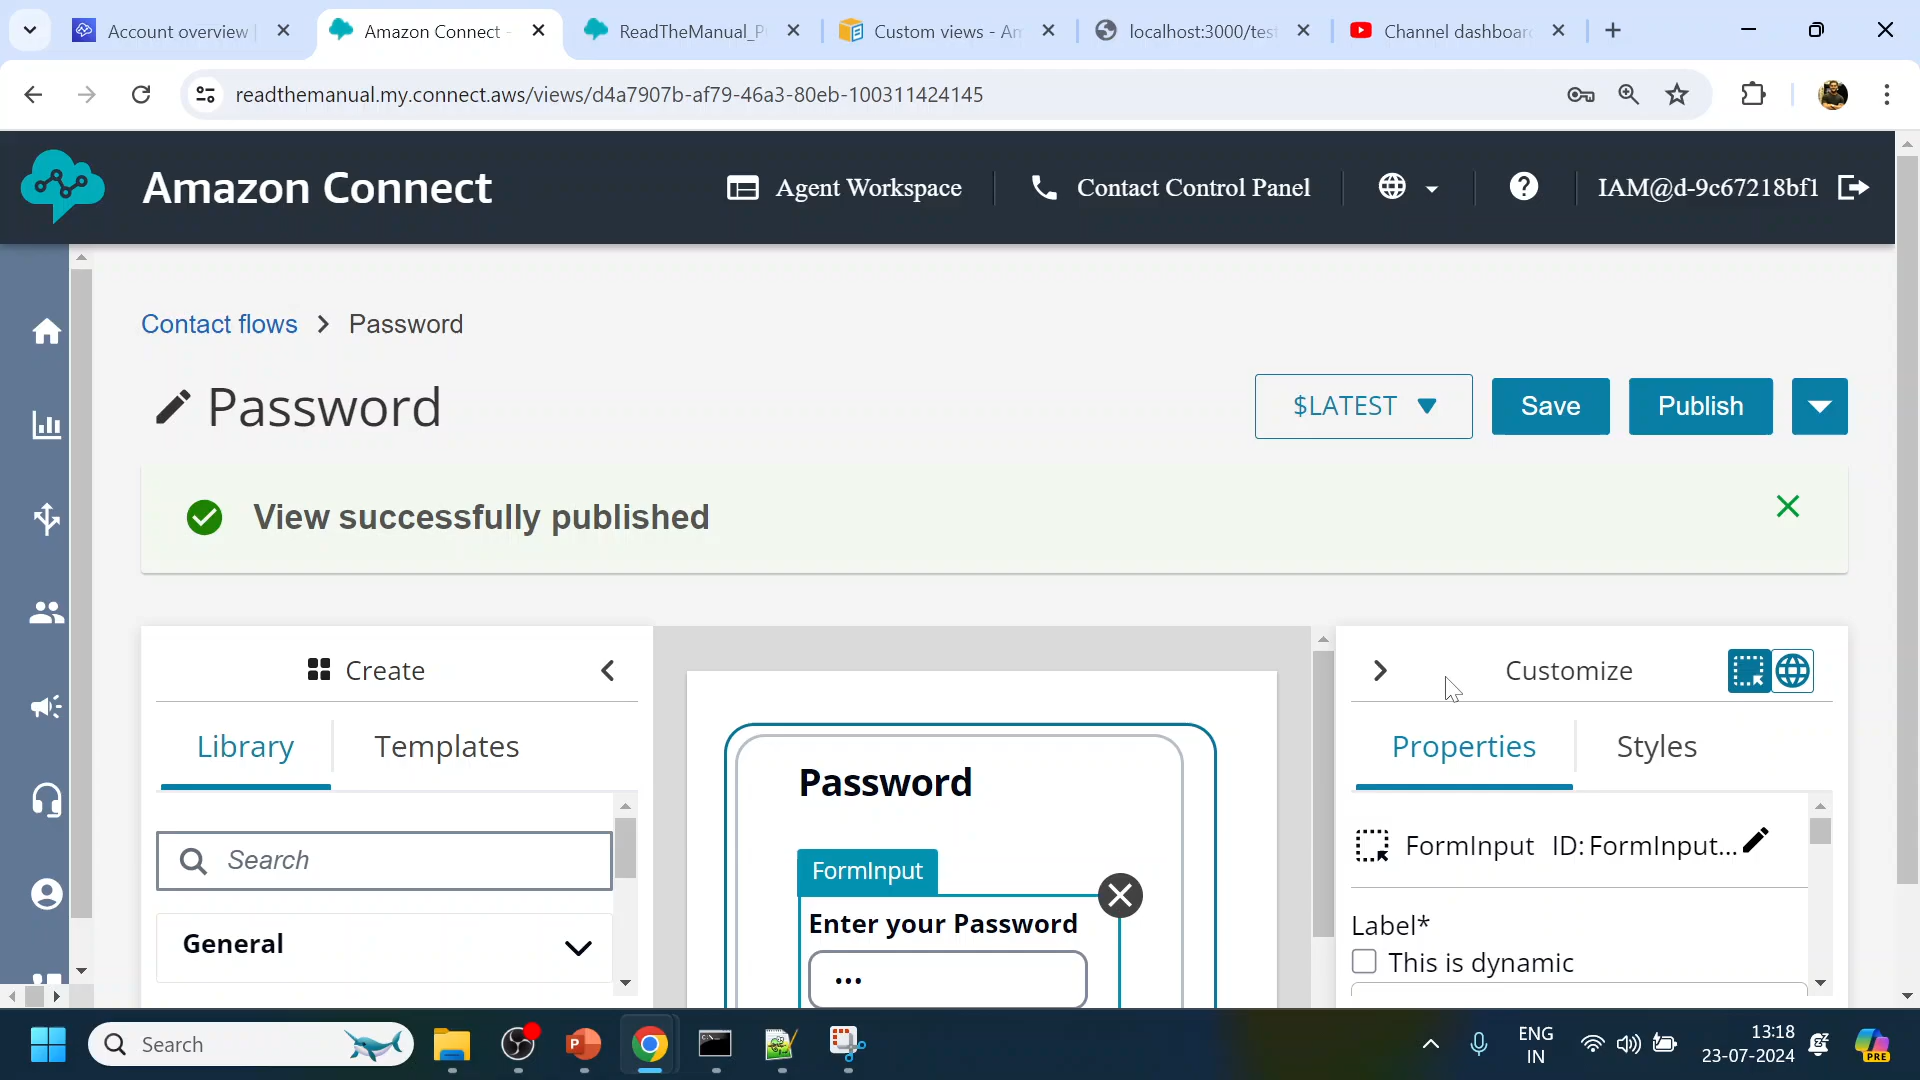 Account overview
Amazon Connect -
ReadTheManual_P
Custom views - Am
localhost:3000/test
Channel dashboard
readthemanual.my.connect.aws/views/d4a7907b-af79-46a3-80eb-100311424145
Amazon Connect
Agent Workspace
Contact Control Panel
IAM@d-9c67218bf1
Contact flows > Password
Password
$LATEST
Save
Publish
View successfully published
Create
Library
Templates
Search
General
Password
FormInput
Enter your Password
•••
Customize
Properties
Styles
FormInput ID: FormInput...
Label*
This is dynamic
Search
ENG
IN
13:18
23-07-2024
PRE